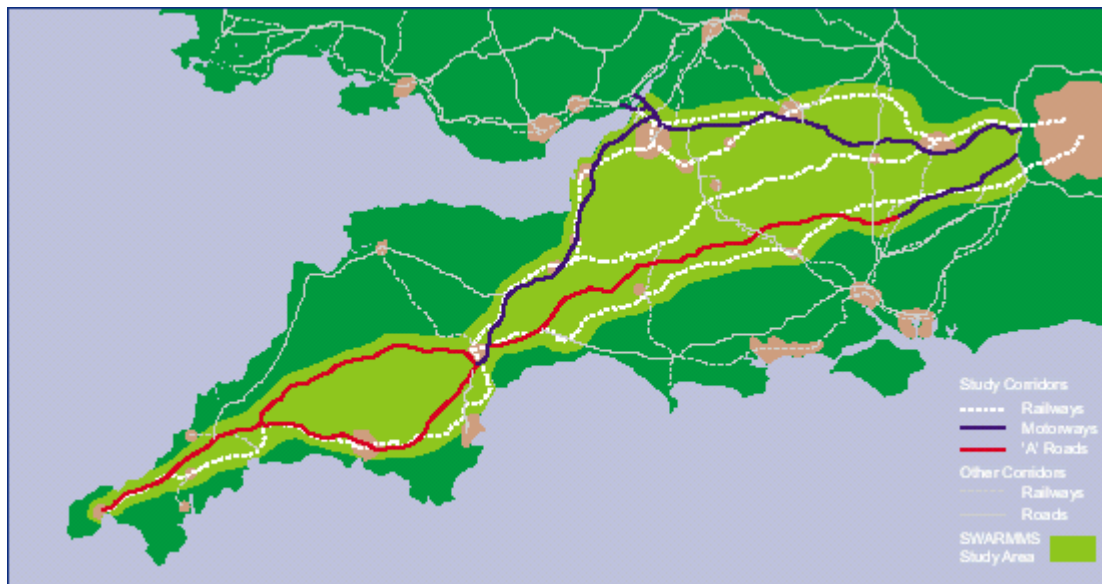 Study Corridors
Railways
Motorways
'A' Roads
Other Corridors
Railways
Roads
SWARMMS
Study Area